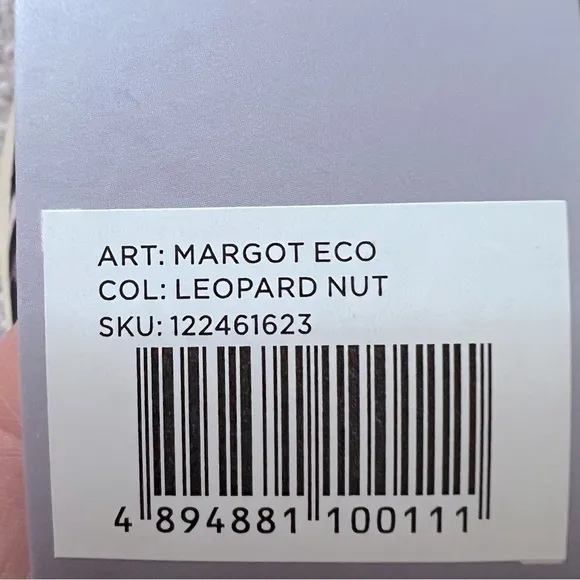 ART: MARGOT ECO
COL: LEOPARD NUT
SKU: 122461623
4 894881 100111